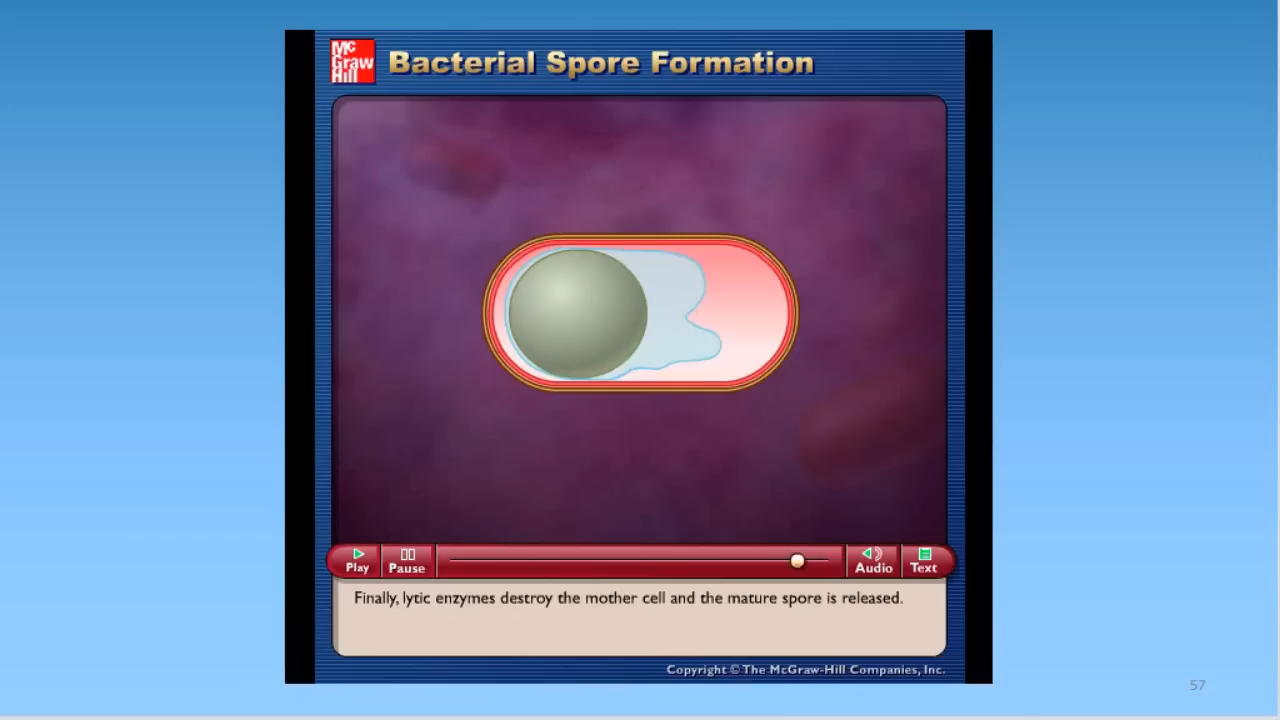 Mc
Graw
Hill
Bacterial Spore Formation
Play
Pause
Audio
Text
Finally, lytic enzymes destroy the mother cell and the mature spore is released.
Copyright © The McGraw-Hill Companies, Inc.
57